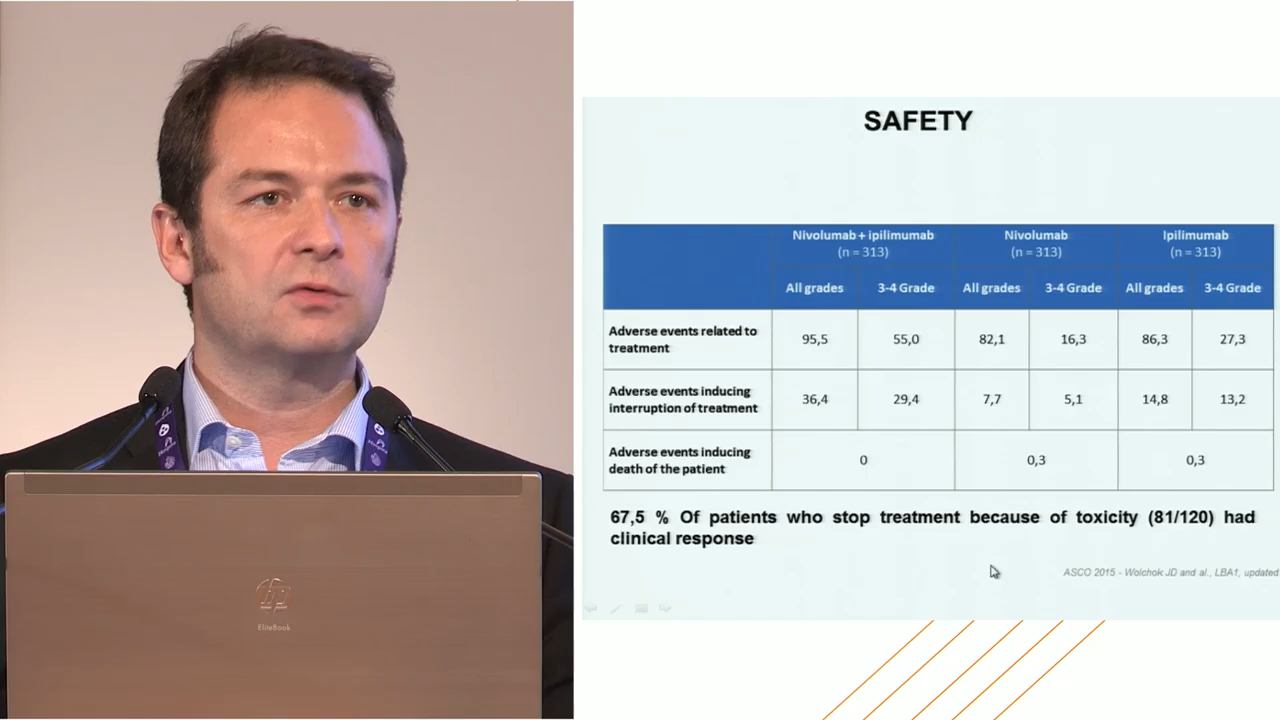 SAFETY
Nivolumab + ipilimumab
(n = 313)
Nivolumab
(n = 313)
Ipilimumab
(n = 313)
All grades
3-4 Grade
All grades
3-4 Grade
All grades
3-4 Grade
Adverse events related to
treatment
95,5
55,0
82,1
16,3
86,3
27,3
Adverse events inducing
interruption of treatment
36,4
29,4
7,7
5,1
14,8
13,2
Adverse events inducing
death of the patient
0
0,3
0,3
67,5 % Of patients who stop treatment because of toxicity (81/120) had
clinical response
ASCO 2015 - Wolchok JD and al., LBA1, updated
hp
EliteBook